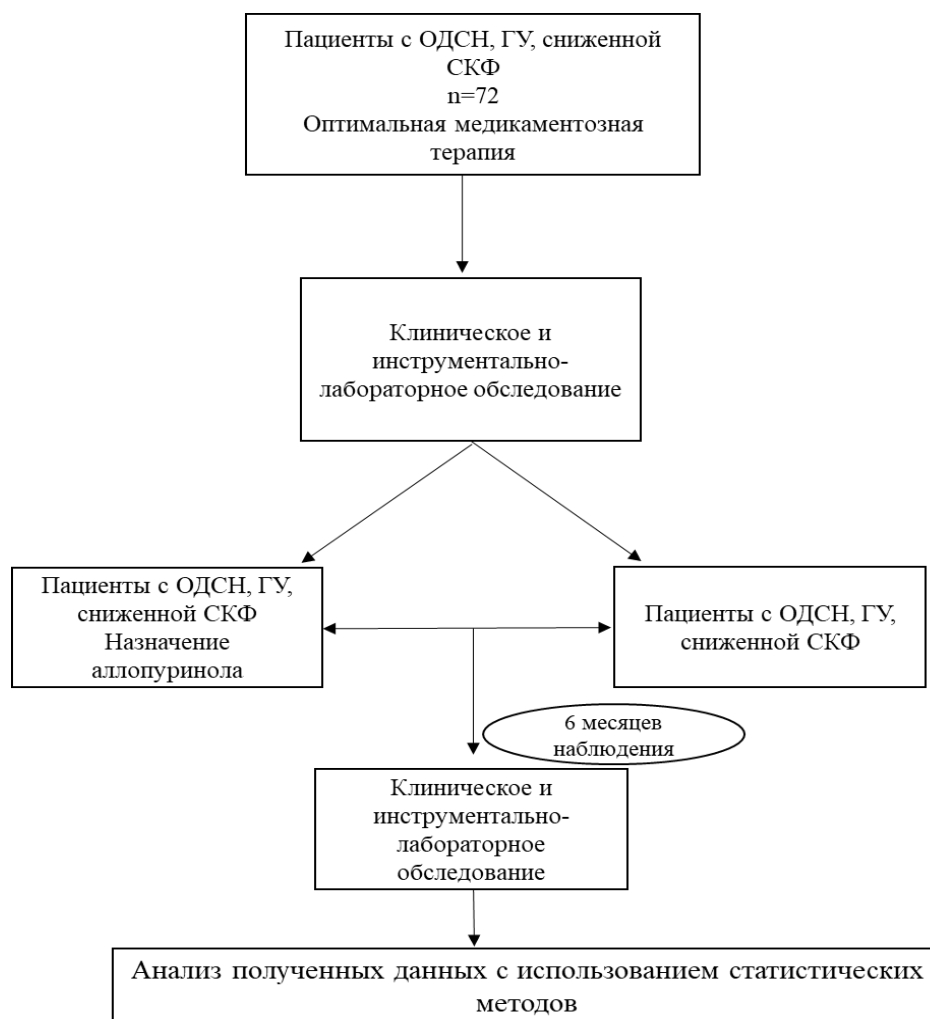 Пациенты с ОДСН, ГУ, сниженной
СКФ
n=72
Оптимальная медикаментозная
терапия
Клиническое и
инструментально-
лабораторное обследование
Пациенты с ОДСН, ГУ,
сниженной СКФ
Назначение
аллопуринола
Пациенты с ОДСН, ГУ,
сниженной СКФ
6 месяцев
наблюдения
Клиническое и
инструментально-
лабораторное
обследование
Анализ полученных данных с использованием статистических
методов